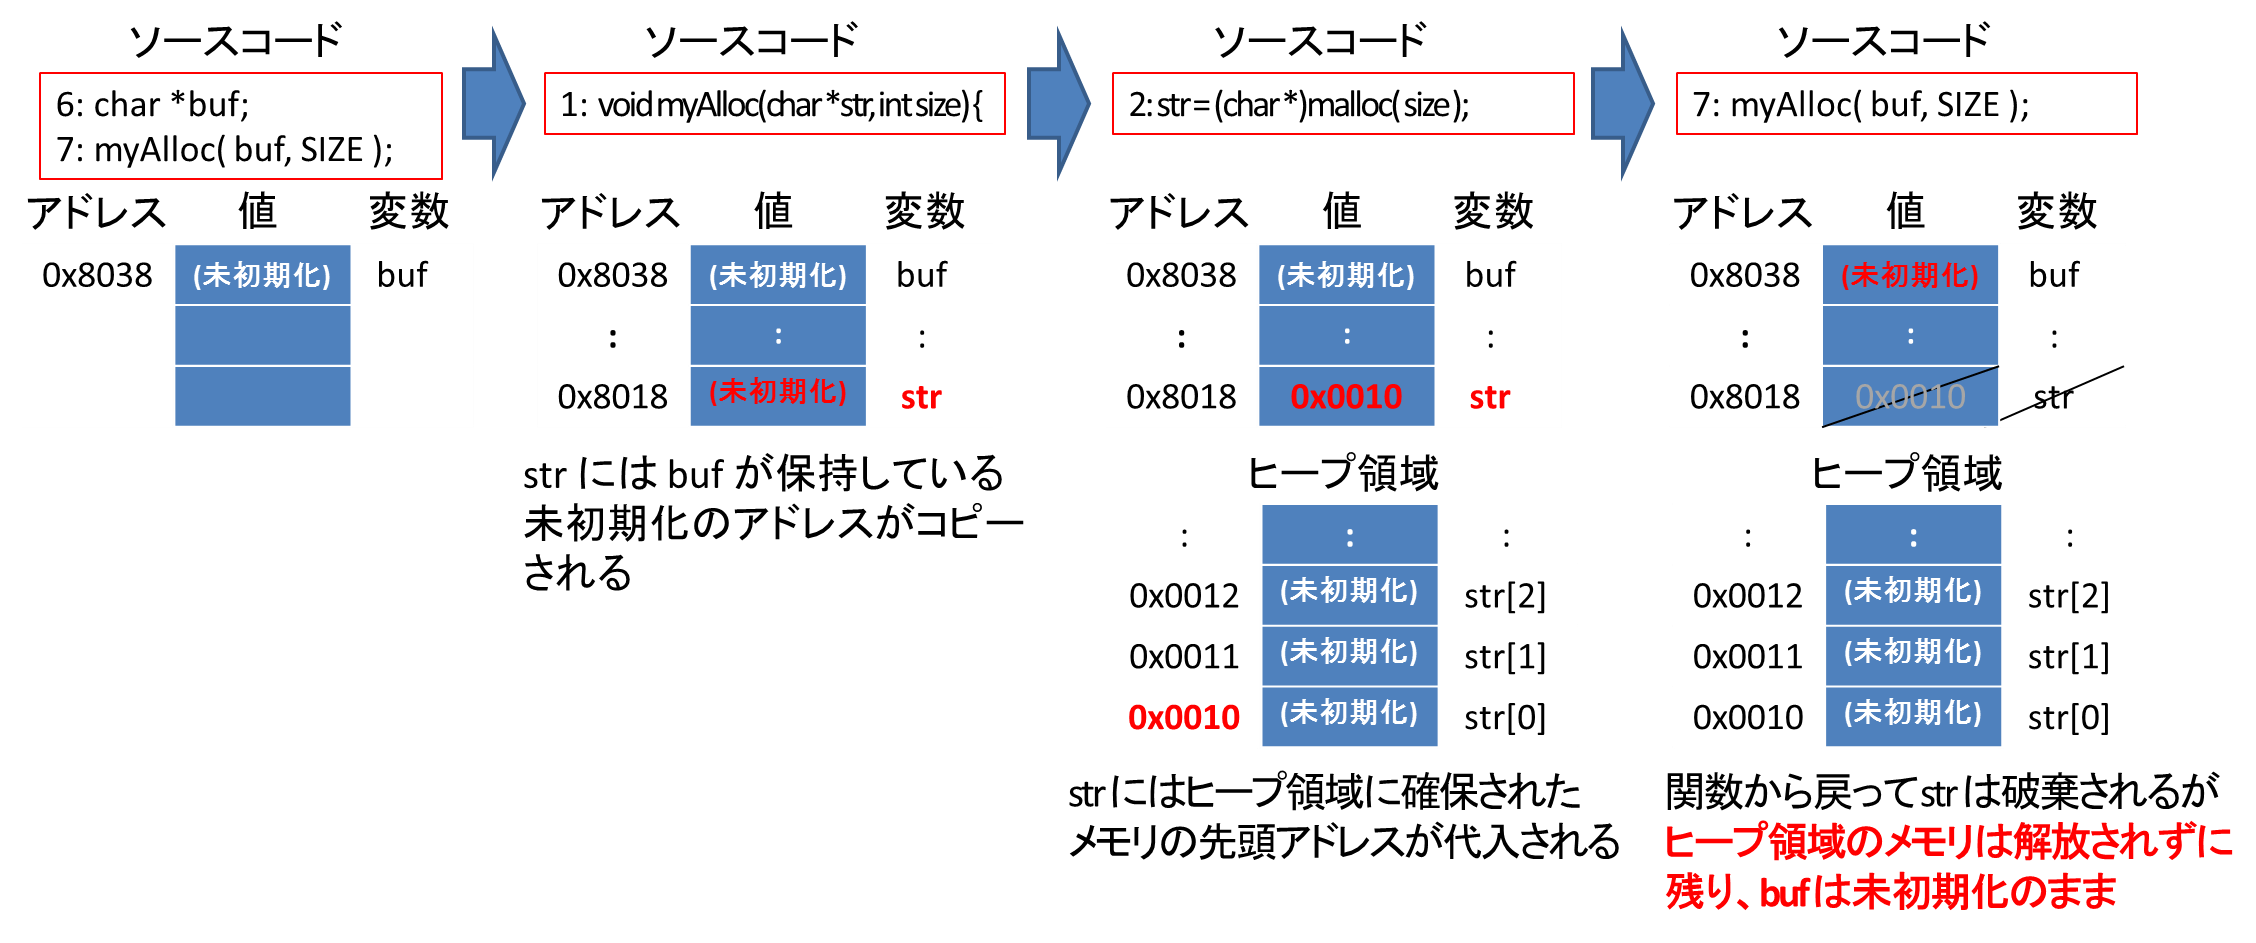 ソースコード
6: char *buf;
7: myAlloc( buf, SIZE );
アドレス 値 変数
0x8038 (未初期化) buf
ソースコード
1: void myAlloc(char *str, int size) {
アドレス 値 変数
0x8038 (未初期化) buf
: : :
0x8018 (未初期化) str
str には buf が保持している
未初期化のアドレスがコピー
される
ソースコード
2: str = (char *)malloc( size );
アドレス 値 変数
0x8038 (未初期化) buf
: : :
0x8018 0x0010 str
ヒープ領域
: : :
0x0012 (未初期化) str[2]
0x0011 (未初期化) str[1]
0x0010 (未初期化) str[0]
strにはヒープ領域に確保された
メモリの先頭アドレスが代入される
ソースコード
7: myAlloc( buf, SIZE );
アドレス 値 変数
0x8038 (未初期化) buf
: : :
0x8018 0x0010 str
ヒープ領域
: : :
0x0012 (未初期化) str[2]
0x0011 (未初期化) str[1]
0x0010 (未初期化) str[0]
関数から戻ってstrは破棄されるが
ヒープ領域のメモリは解放されずに
残り、bufは未初期化のまま